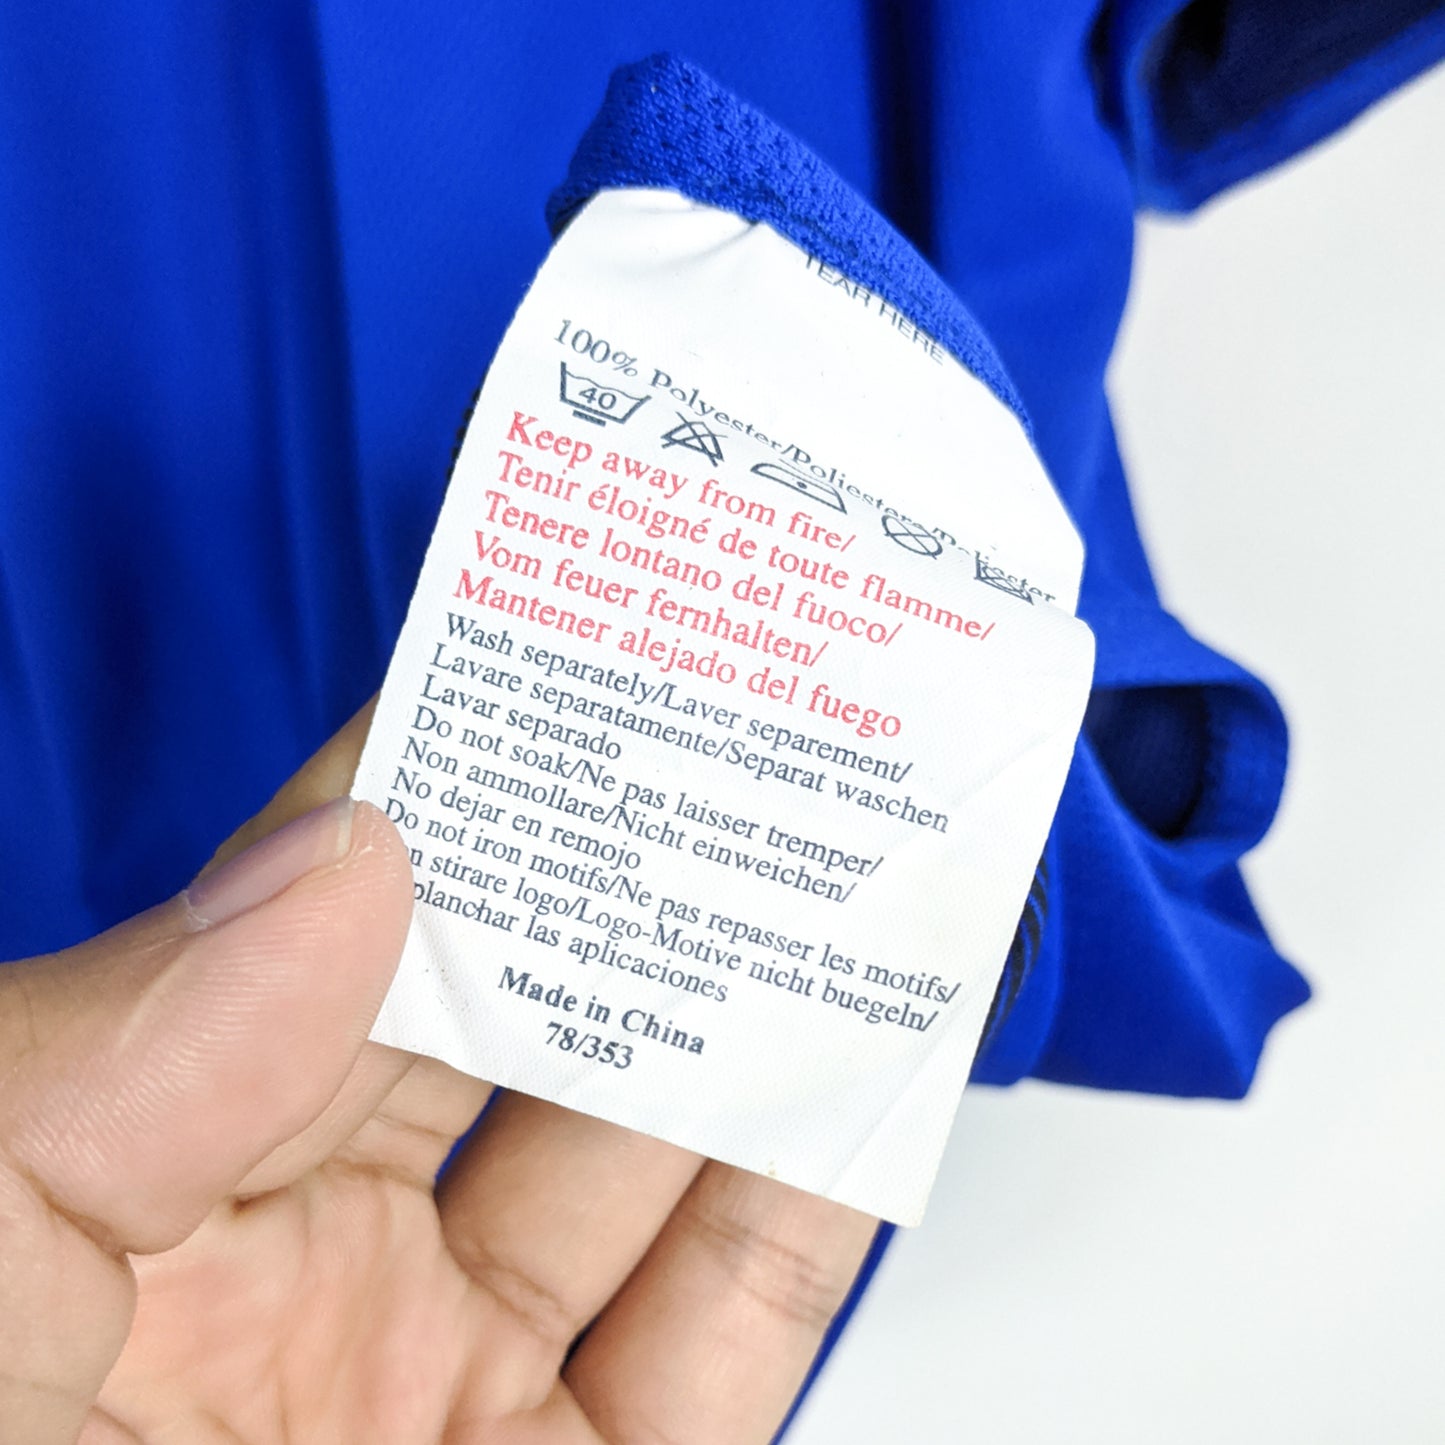 TEAR HERE
100% Polyester/Poliestere/Poliester
40
Keep away from fire/
Tenir éloigné de toute flamme/
Tenere lontano del fuoco/
Vom feuer fernhalten/
Mantener alejado del fuego
Wash separately/Laver separement/
Lavare separatamente/Separat waschen
Lavar separado
Do not soak/Ne pas laisser tremper/
Non ammollare/Nicht einweichen/
No dejar en remojo
Do not iron motifs/Ne pas repasser les motifs/
stirare logo/Logo-Motive nicht buegeln/
planchar las aplicaciones
Made in China
78/353